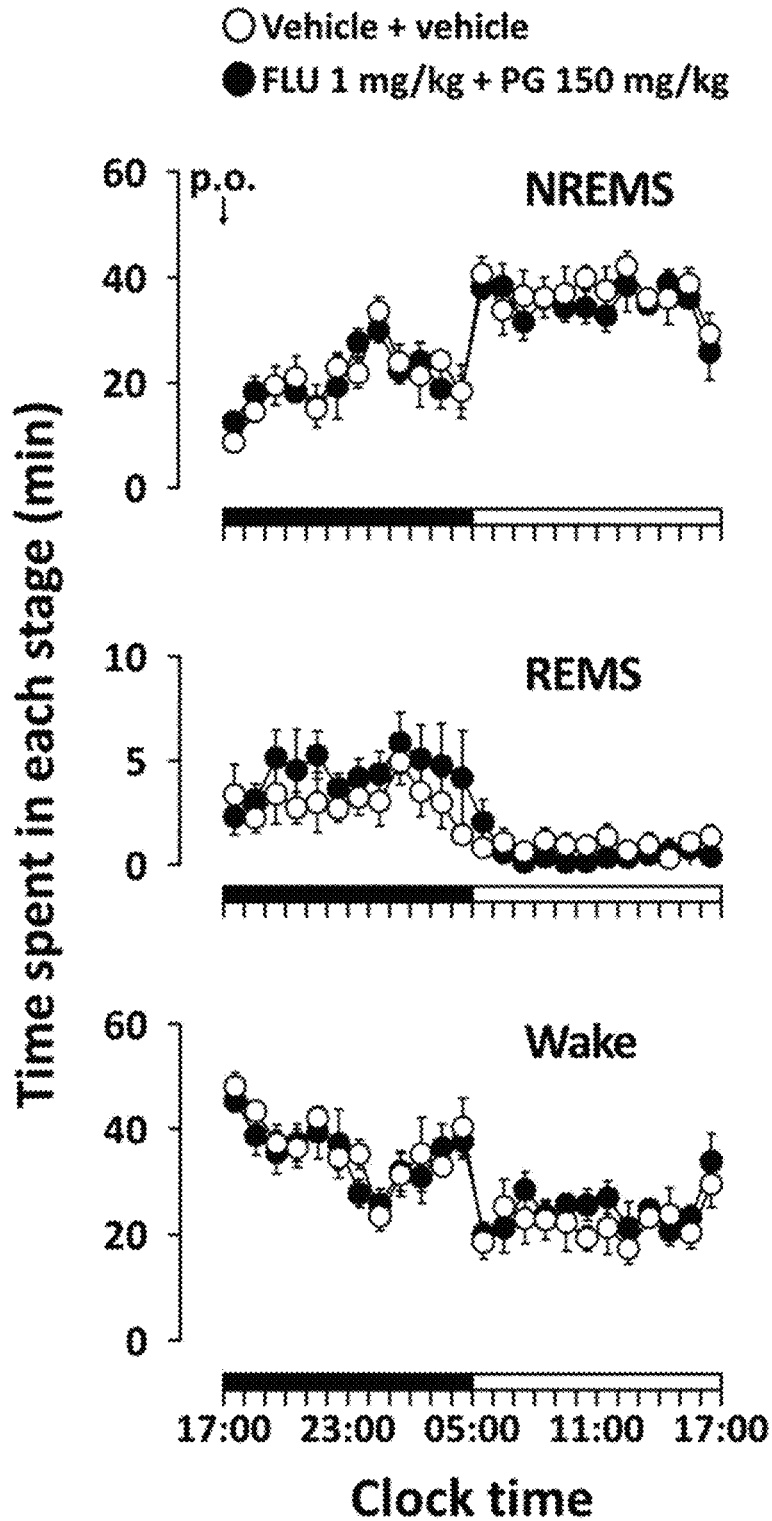 Vehicle + vehicle
FLU 1 mg/kg + PG 150 mg/kg
60
p.o.
NREMS
40
20
0
Time spent in each stage (min)
10
REMS
5
0
60
Wake
40
20
0
17:00 23:00 05:00 11:00 17:00
Clock time